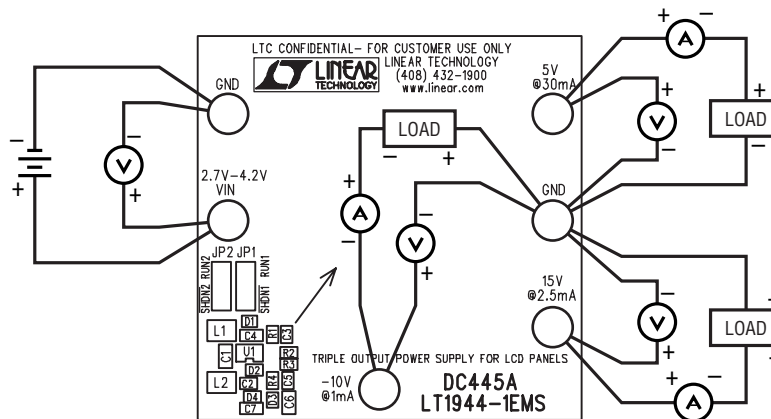 LTC CONFIDENTIAL- FOR CUSTOMER USE ONLY
LINEAR TECHNOLOGY
(408) 432-1900
www.linear.com
LINEAR
TECHNOLOGY
GND
5V
@30mA
+ −
A
+
LOAD
−
+
V
−
LOAD
− +
−
+
−
V
+
+
A
−
2.7V-4.2V
VIN
−
V
+
GND
JP2 JP1
SHDN2 RUN2
SHDN1 RUN1
15V
@2.5mA
−
V
+
−
LOAD
+
+ A −
D1
L1
C4
R1
C3
C1
U1
R2
R3
D2
L2
C2
R4
C5
D4
D3
C6
C7
TRIPLE OUTPUT POWER SUPPLY FOR LCD PANELS
-10V
@1mA
DC445A
LT1944-1EMS